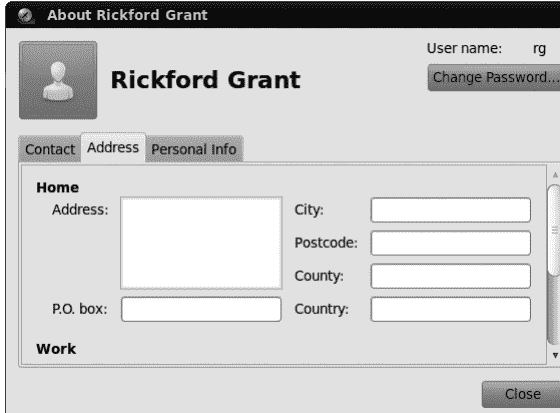 About Rickford Grant
User name: rg
Change Password...
Rickford Grant
Contact Address Personal Info
Home
Address: City:
Postcode:
County:
P.O. box: Country:
Work
Close